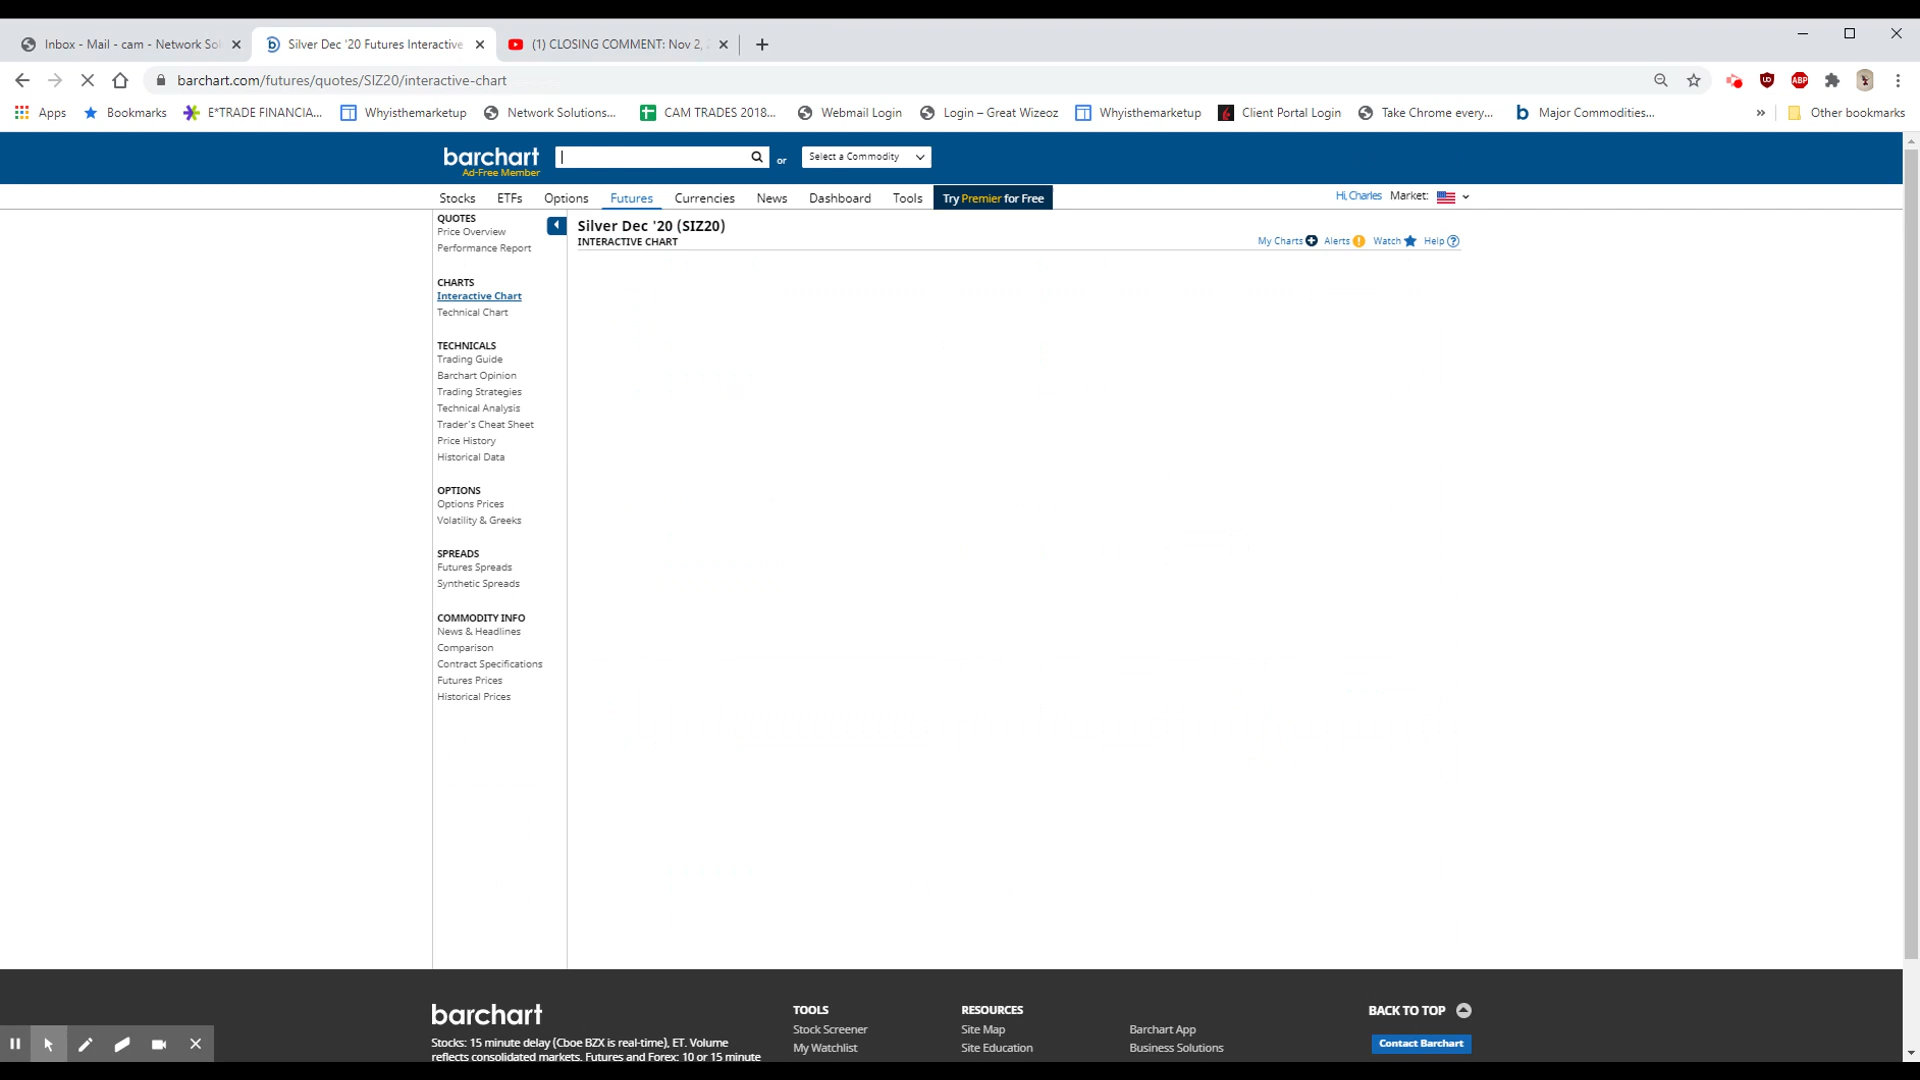 Inbox - Mail - cam - Network Sol
Silver Dec '20 Futures Interactive
(1) CLOSING COMMENT: Nov 2, 2
barchart.com/futures/quotes/SIZ20/interactive-chart
Apps
Bookmarks
E*TRADE FINANCIA...
Whyisthemarketup
Network Solutions...
CAM TRADES 2018...
Webmail Login
Login – Great Wizeoz
Whyisthemarketup
Client Portal Login
Take Chrome every...
Major Commodities...
»
Other bookmarks
barchart
Ad-Free Member
or
Select a Commodity
Stocks
ETFs
Options
Futures
Currencies
News
Dashboard
Tools
Try Premier for Free
Hi, Charles
Market:
QUOTES
Price Overview
Performance Report
CHARTS
Interactive Chart
Technical Chart
TECHNICALS
Trading Guide
Barchart Opinion
Trading Strategies
Technical Analysis
Trader's Cheat Sheet
Price History
Historical Data
OPTIONS
Options Prices
Volatility & Greeks
SPREADS
Futures Spreads
Synthetic Spreads
COMMODITY INFO
News & Headlines
Comparison
Contract Specifications
Futures Prices
Historical Prices
Silver Dec '20 (SIZ20)
INTERACTIVE CHART
My Charts
Alerts
Watch
Help
barchart
Stocks: 15 minute delay (Cboe BZX is real-time), ET. Volume
reflects consolidated markets. Futures and Forex: 10 or 15 minute
TOOLS
Stock Screener
My Watchlist
RESOURCES
Site Map
Site Education
Barchart App
Business Solutions
BACK TO TOP
Contact Barchart